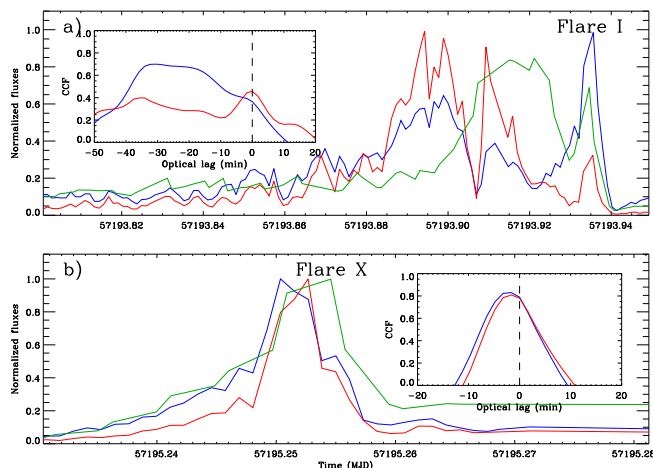 a) Flare I
Normalized fluxes
1.0
0.8
0.6
0.4
0.2
0.0
CCF
1.0
0.8
0.6
0.4
0.2
0.0
-50 -40 -30 -20 -10 0 10 20
Optical lag (min)
57193.82 57193.84 57193.86 57193.88 57193.90 57193.92 57193.94
b) Flare X
Normalized fluxes
1.0
0.8
0.6
0.4
0.2
0.0
CCF
1.0
0.8
0.6
0.4
0.2
0.0
-20 -10 0 10 20
Optical lag (min)
57195.24 57195.25 57195.26 57195.27 57195.28
Time (MJD)